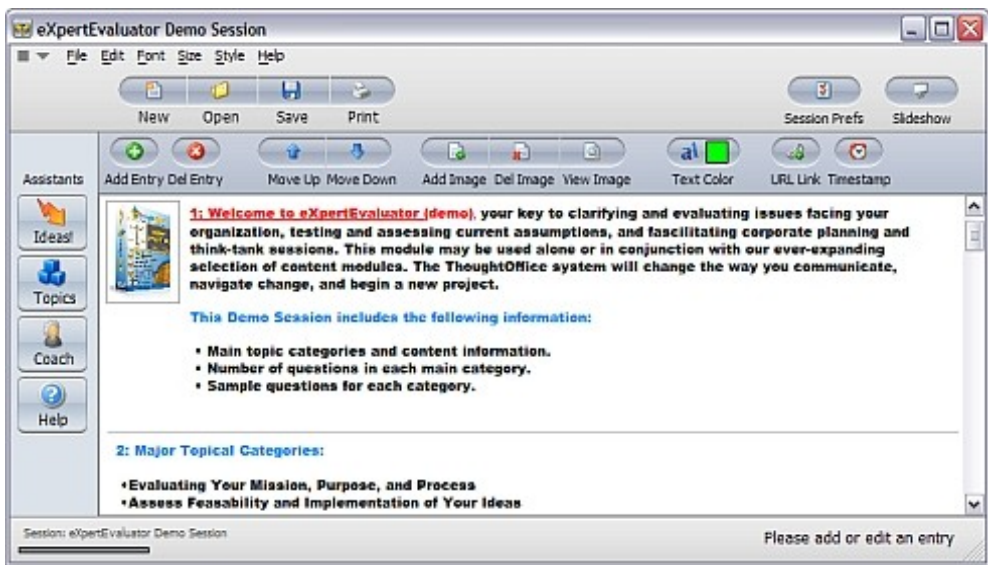 eXpertEvaluator Demo Session
File Edit Font Size Style Help
New Open Save Print Session Prefs Slideshow
Assistants Add Entry Del Entry Move Up Move Down Add Image Del Image View Image Text Color URL Link Timestamp
aI
Ideas!
Topics
Coach
Help
1: Welcome to eXpertEvaluator (demo), your key to clarifying and evaluating issues facing your
organization, testing and assessing current assumptions, and fascilitating corporate planning and
think-tank sessions. This module may be used alone or in conjunction with our ever-expanding
selection of content modules. The ThoughtOffice system will change the way you communicate,
navigate change, and begin a new project.
This Demo Session includes the following information:
• Main topic categories and content information.
• Number of questions in each main category.
• Sample questions for each category.
2: Major Topical Categories:
•Evaluating Your Mission, Purpose, and Process
•Assess Feasability and Implementation of Your Ideas
Session: eXpertEvaluator Demo Session
Please add or edit an entry